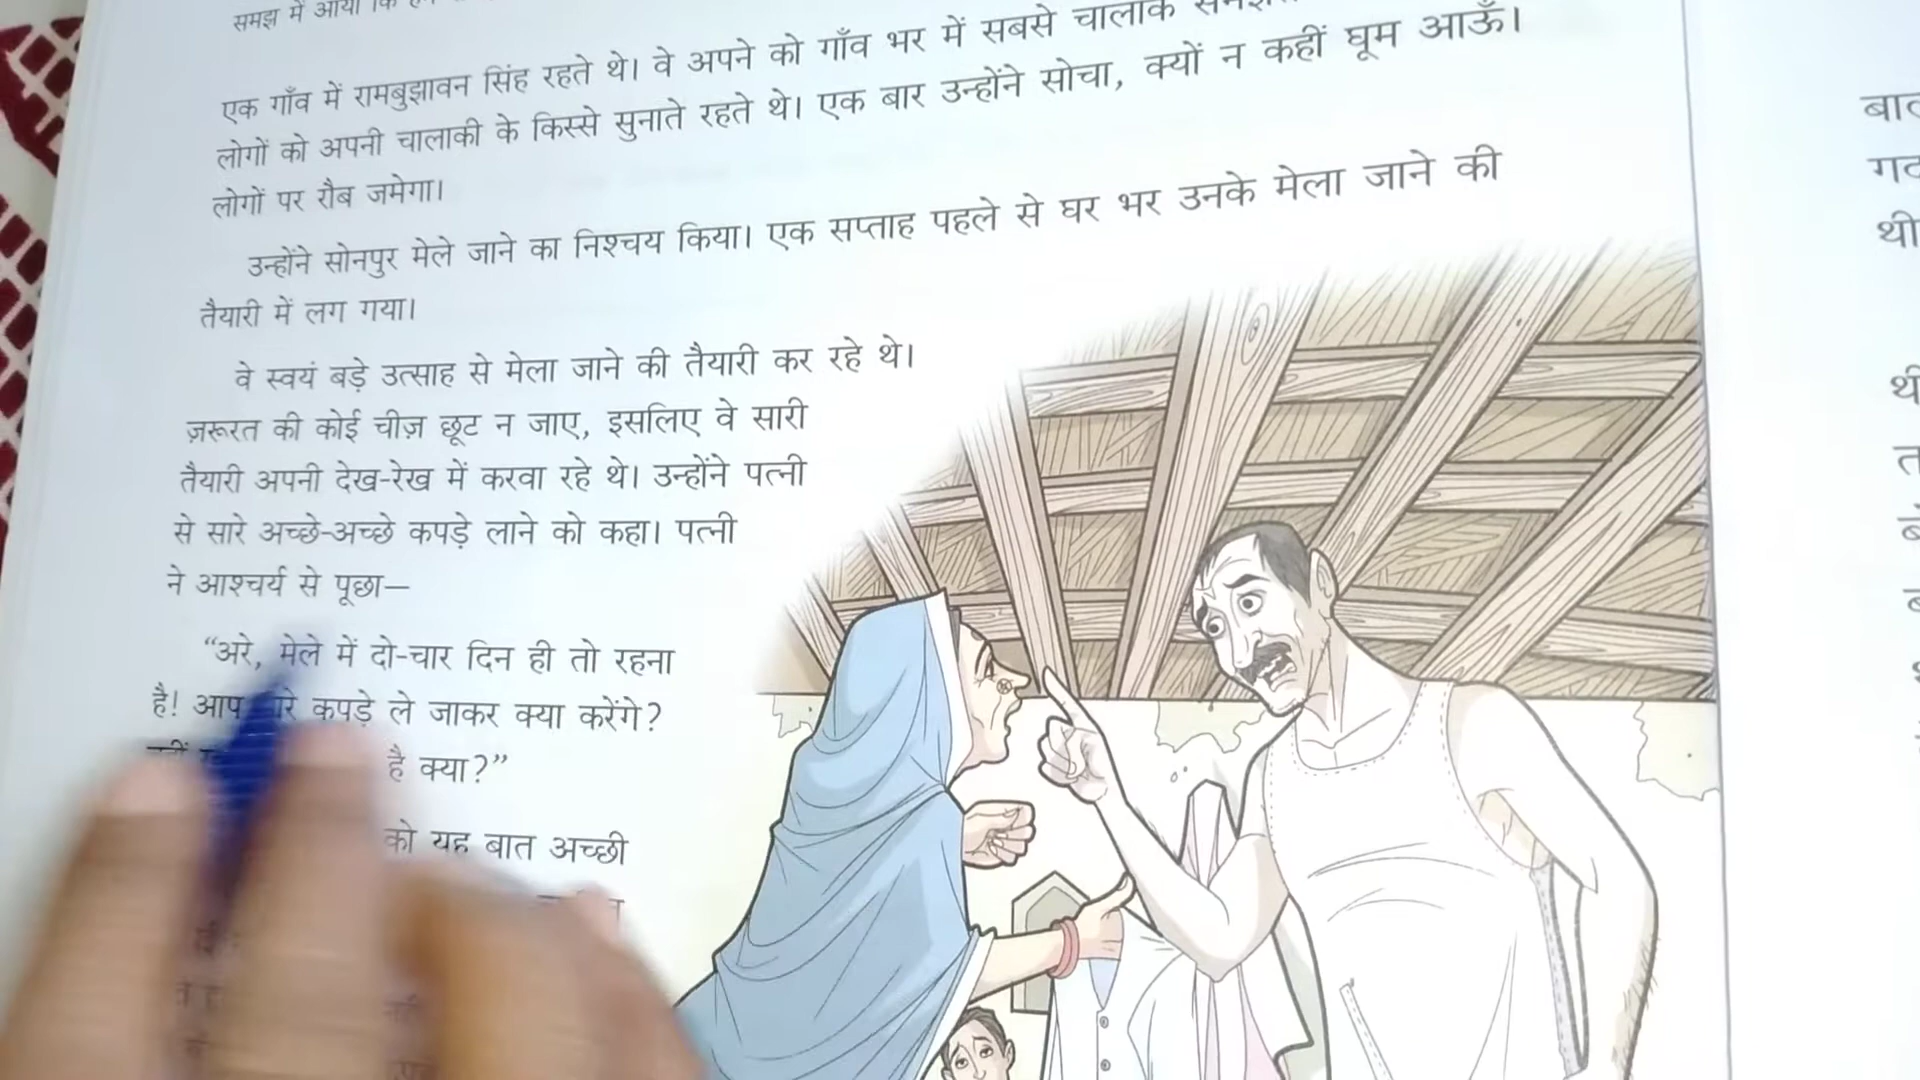 समझ में आया कि
एक गाँव में रामबुझावन सिंह रहते थे। वे अपने को गाँव भर में सबसे चालाक
लोगों को अपनी चालाकी के किस्से सुनाते रहते थे। एक बार उन्होंने सोचा, क्यों न कहीं घूम आऊँ।
लोगों पर रौब जमेगा।
उन्होंने सोनपुर मेले जाने का निश्चय किया। एक सप्ताह पहले से घर भर उनके मेला जाने की
तैयारी में लग गया।
वे स्वयं बड़े उत्साह से मेला जाने की तैयारी कर रहे थे।
ज़रूरत की कोई चीज़ छूट न जाए, इसलिए वे सारी
तैयारी अपनी देख-रेख में करवा रहे थे। उन्होंने पत्नी
से सारे अच्छे-अच्छे कपड़े लाने को कहा। पत्नी
ने आश्चर्य से पूछा—
“अरे, मेले में दो-चार दिन ही तो रहना
है! आप कपड़े ले जाकर क्या करेंगे?
है क्या?”
को यह बात अच्छी
थी